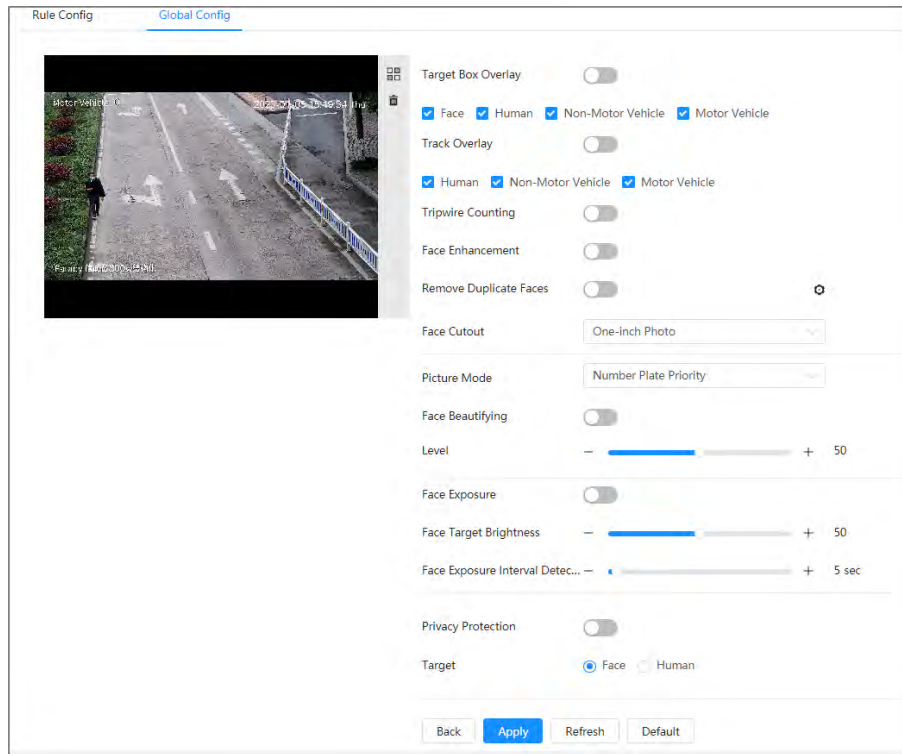 Rule Config Global Config
Motor Vehicle:
Target Box Overlay
Face Human Non-Motor Vehicle Motor Vehicle
Track Overlay
Human Non-Motor Vehicle Motor Vehicle
Tripwire Counting
Face Enhancement
Remove Duplicate Faces
Face Cutout One-inch Photo
Picture Mode Number Plate Priority
Face Beautifying
Level - + 50
Face Exposure
Face Target Brightness - + 50
Face Exposure Interval Detec... - + 5 sec
Privacy Protection
Target Face Human
Back Apply Refresh Default